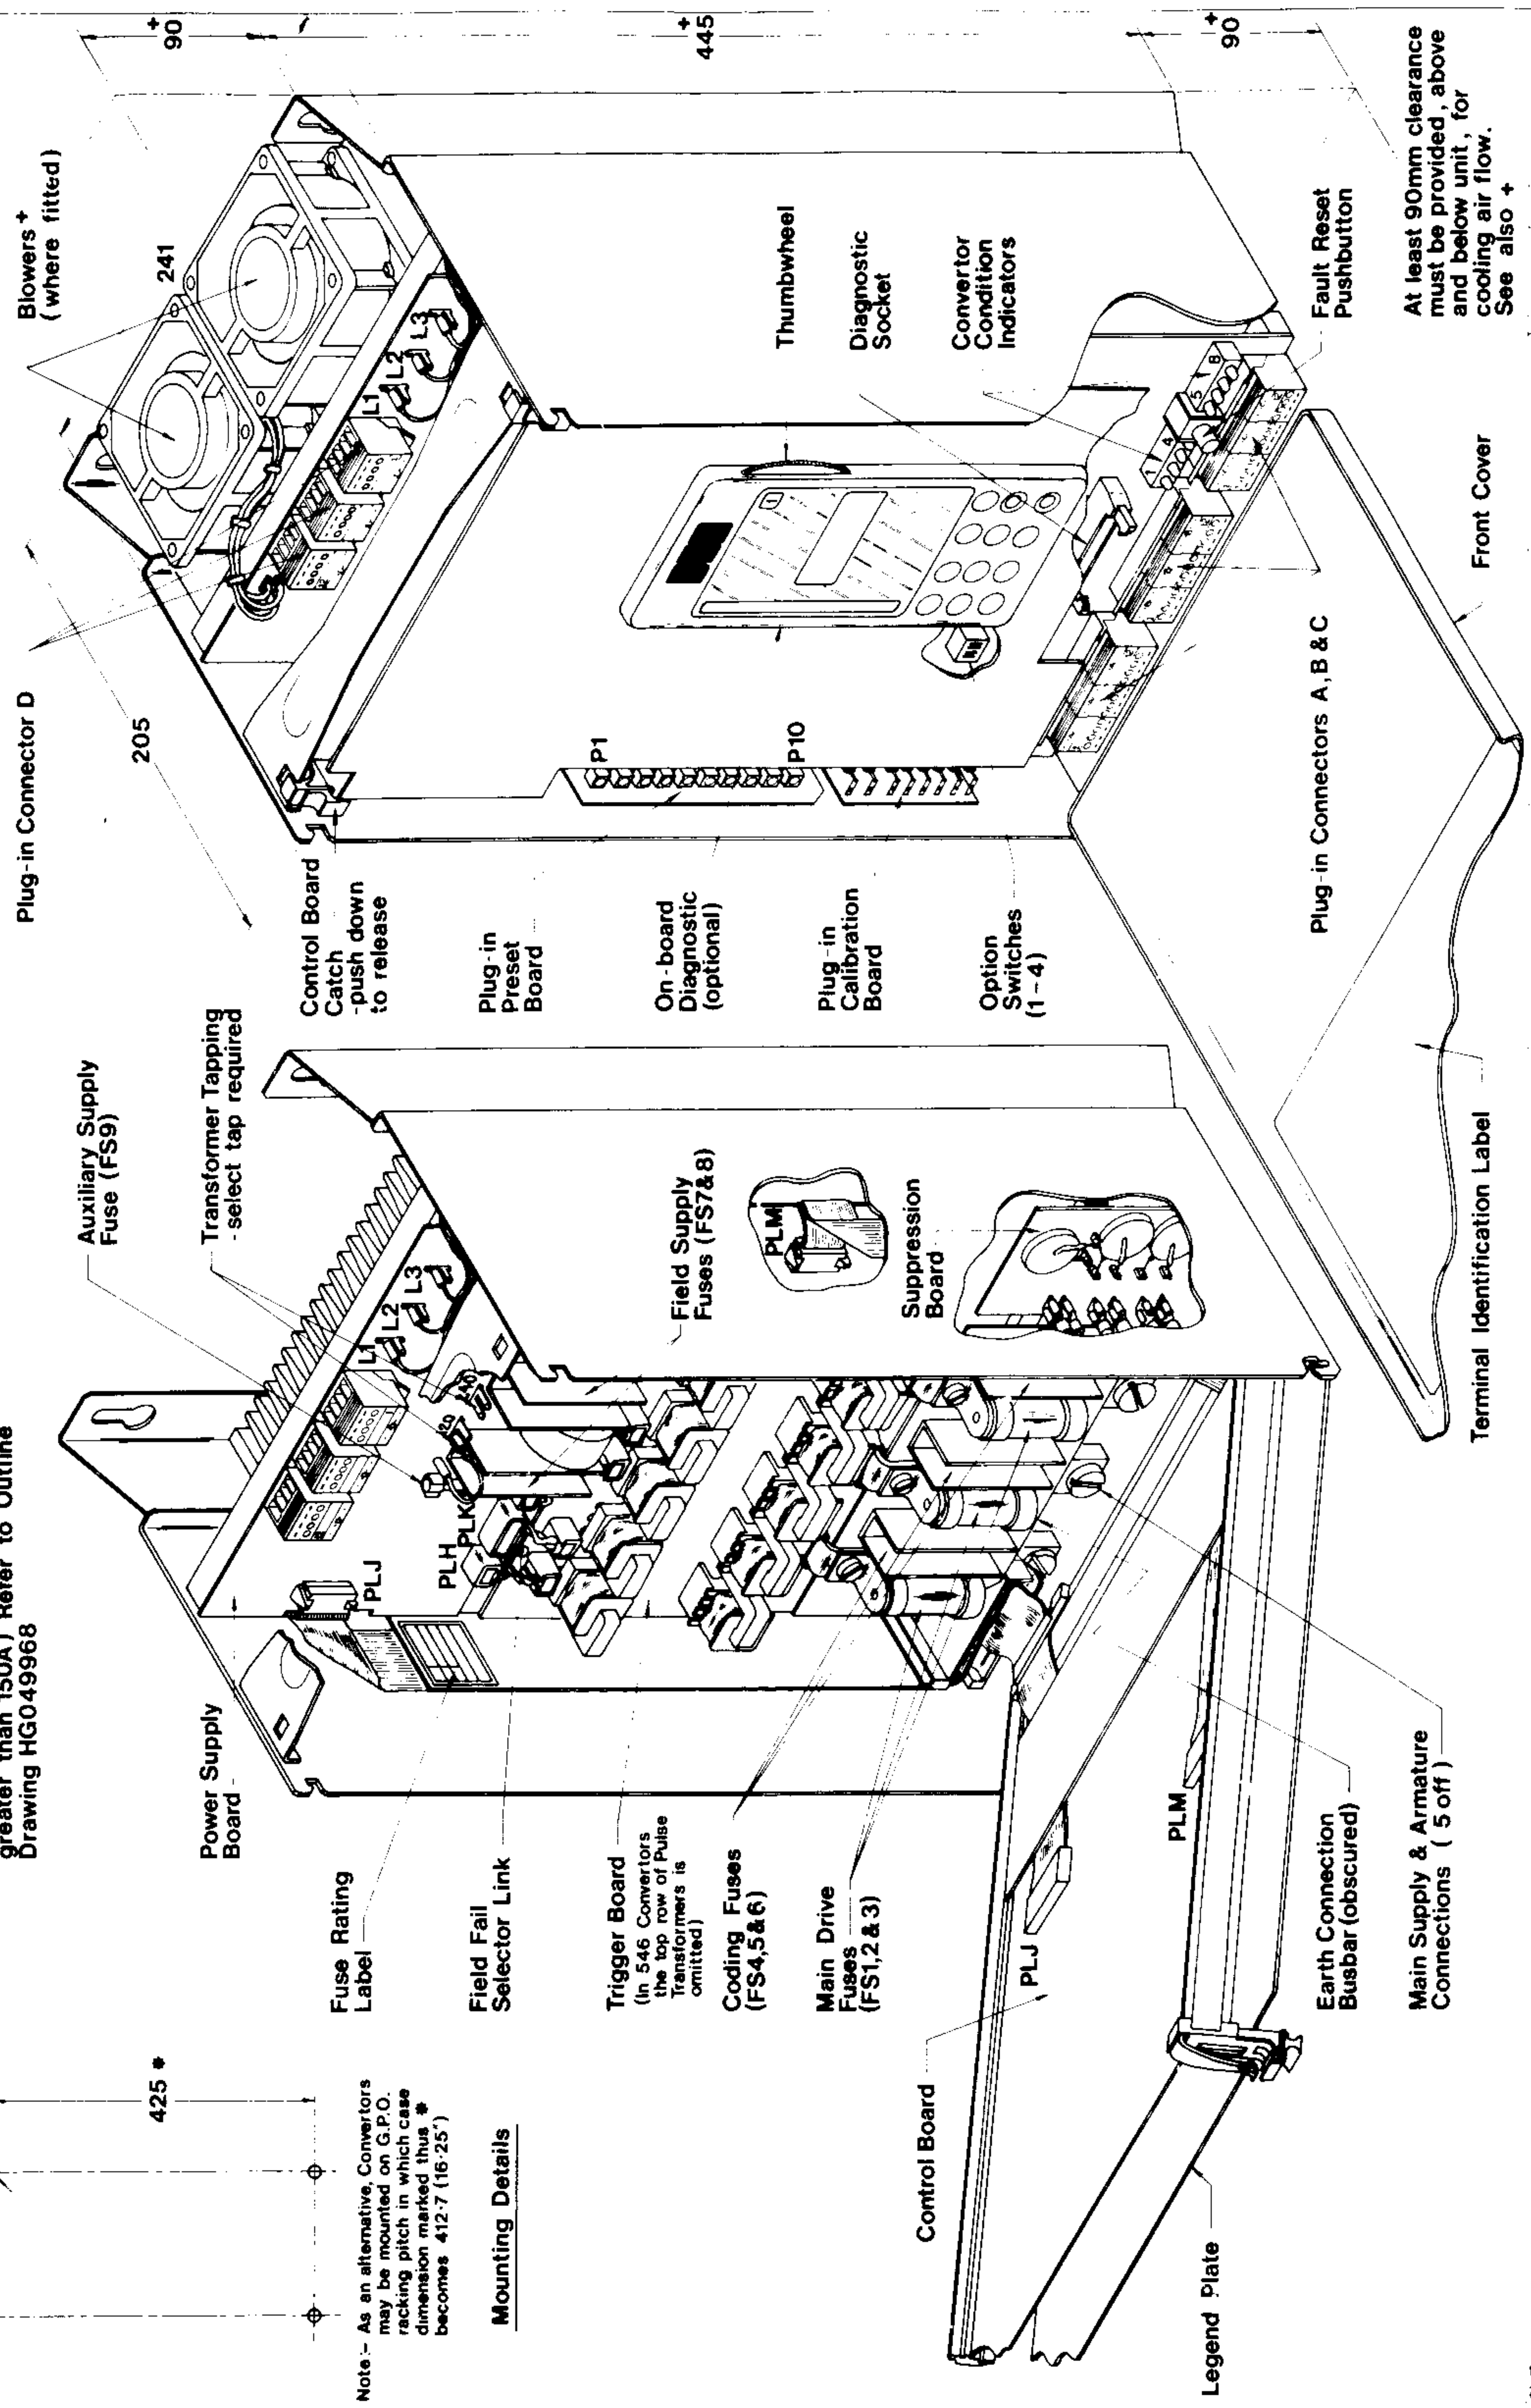 greater than 150A) Refer to Outline
Drawing HG049968
425 *
Note:- As an alternative, Convertors
may be mounted on G.P.O.
racking pitch in which case
dimension marked thus *
becomes 412·7 (16·25")
Mounting Details
Power Supply
Board
Fuse Rating
Label
Field Fail
Selector Link
Trigger Board
(In 546 Convertors
the top row of Pulse
Transformers is
omitted)
Coding Fuses
(FS4,5&6)
Main Drive
Fuses
(FS1,2 & 3)
Control Board
Legend Plate
PLJ
PLM
Earth Connection
Busbar (obscured)
Main Supply & Armature
Connections ( 5 off )
PLJ
PLH
PLK
L1
L2
L3
Auxiliary Supply
Fuse (FS9)
Transformer Tapping
- select tap required
Field Supply
Fuses (FS7&8)
PLM
Suppression
Board
Plug-in Connector D
205
Blowers +
(where fitted)
241
Control Board
Catch
-push down
to release
Plug-in
Preset
Board
On-board
Diagnostic
(optional)
Plug-in
Calibration
Board
Option
Switches
(1-4)
P1
P10
L1
L2
L3
Thumbwheel
Diagnostic
Socket
Convertor
Condition
Indicators
1
4
5
8
Fault Reset
Pushbutton
Plug-in Connectors A,B & C
Front Cover
Terminal Identification Label
+
90
+
445
+
90
At least 90mm clearance
must be provided, above
and below unit, for
cooling air flow.
See also +